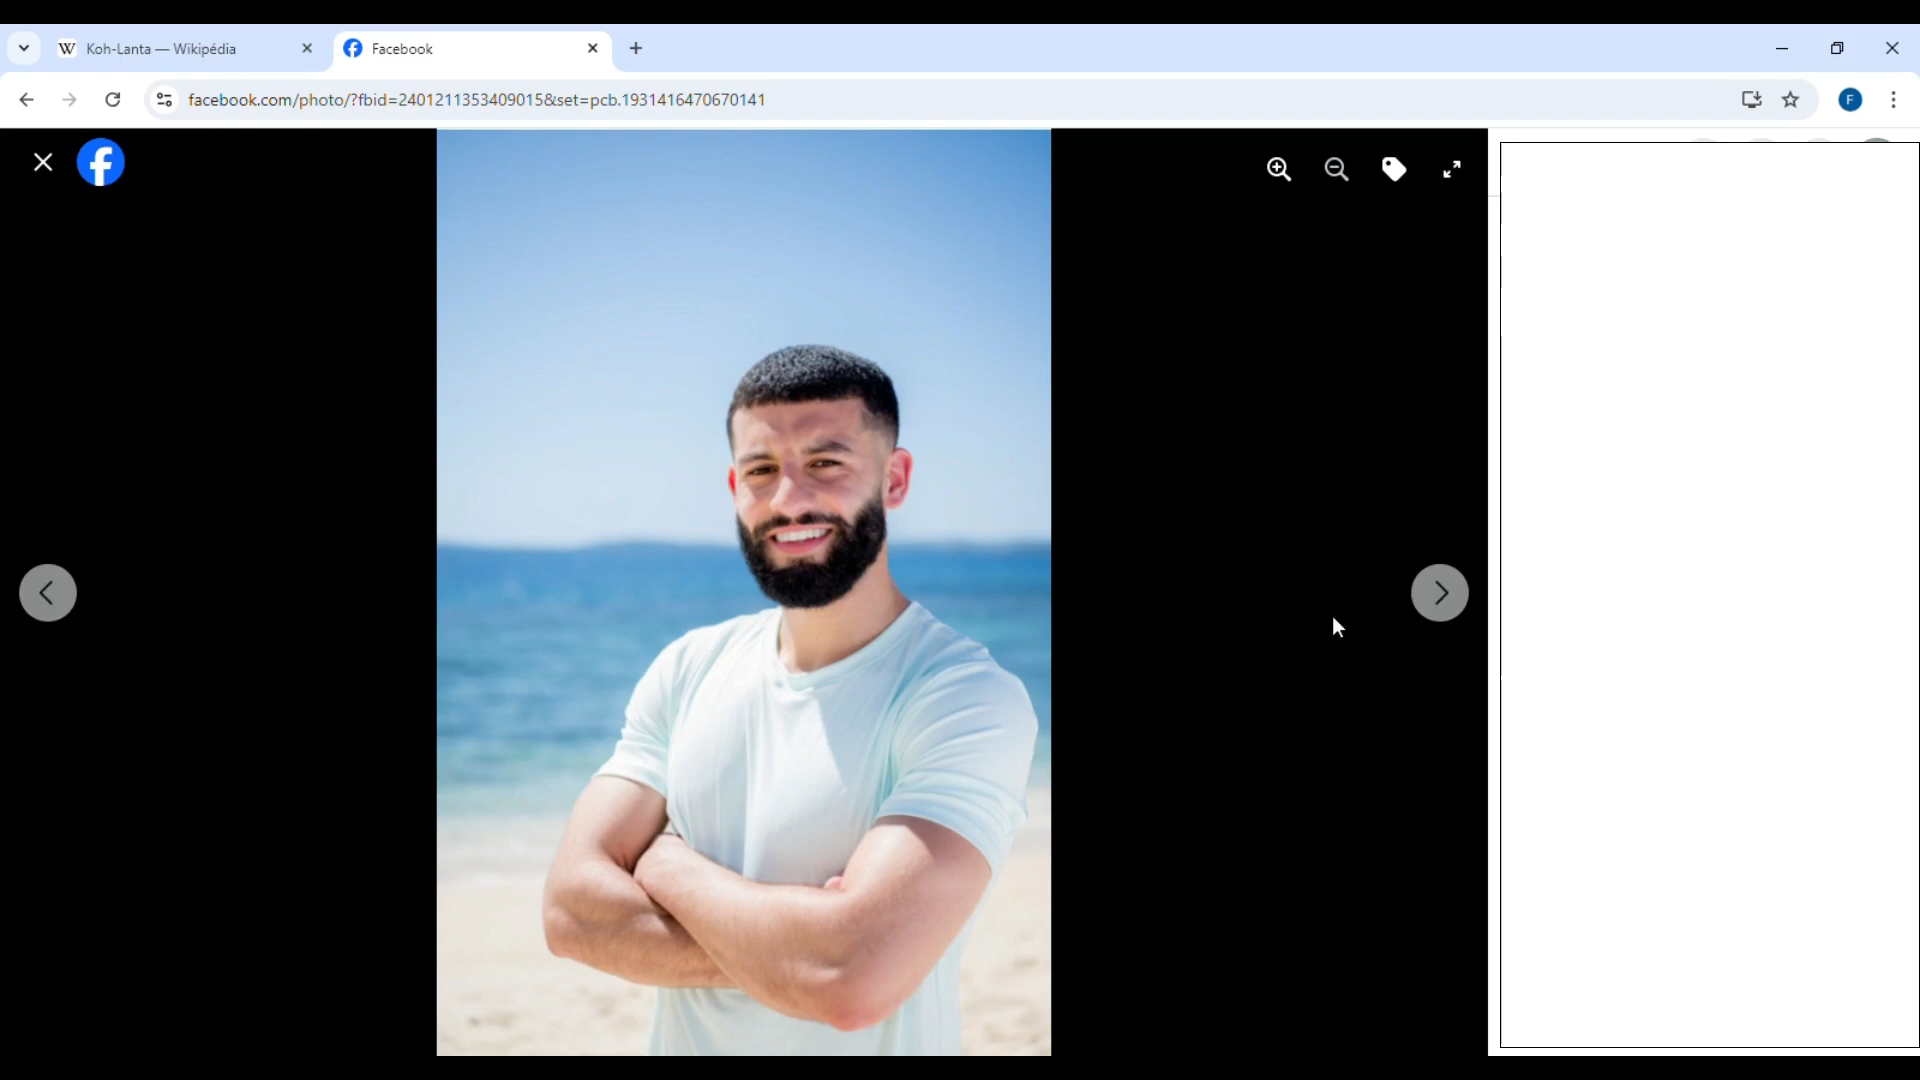 Koh-Lanta — Wikipédia
Facebook
facebook.com/photo/?fbid=2401211353409015&set=pcb.1931416470670141
F